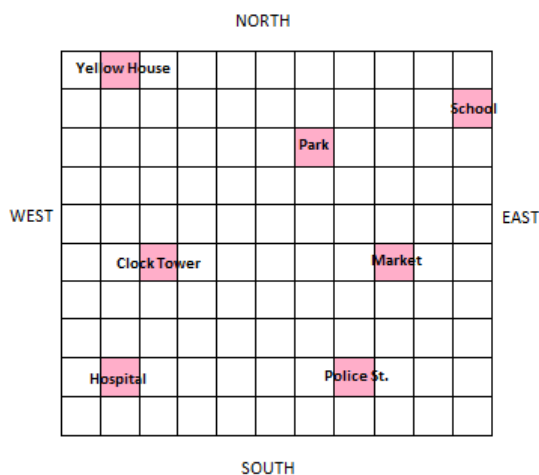 NORTH
Yellow House
School
Park
WEST
EAST
Clock Tower
Market
Hospital
Police St.
SOUTH